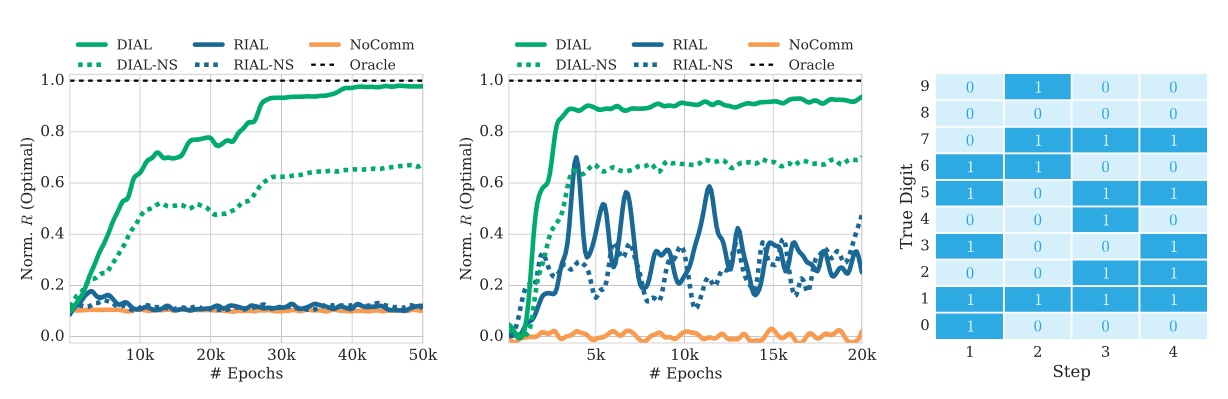 DIAL RIAL NoComm
DIAL-NS RIAL-NS Oracle
1.0
0.8
0.6
0.4
0.2
0.0
Norm. R (Optimal)
10k 20k 30k 40k 50k
# Epochs
DIAL RIAL NoComm
DIAL-NS RIAL-NS Oracle
1.0
0.8
0.6
0.4
0.2
0.0
Norm. R (Optimal)
5k 10k 15k 20k
# Epochs
True Digit
9 0 1 0 0
8 0 0 0 0
7 0 1 1 1
6 1 1 0 0
5 1 0 1 1
4 0 0 1 0
3 1 0 0 1
2 0 0 1 1
1 1 1 1 1
0 1 0 0 0
1 2 3 4
Step